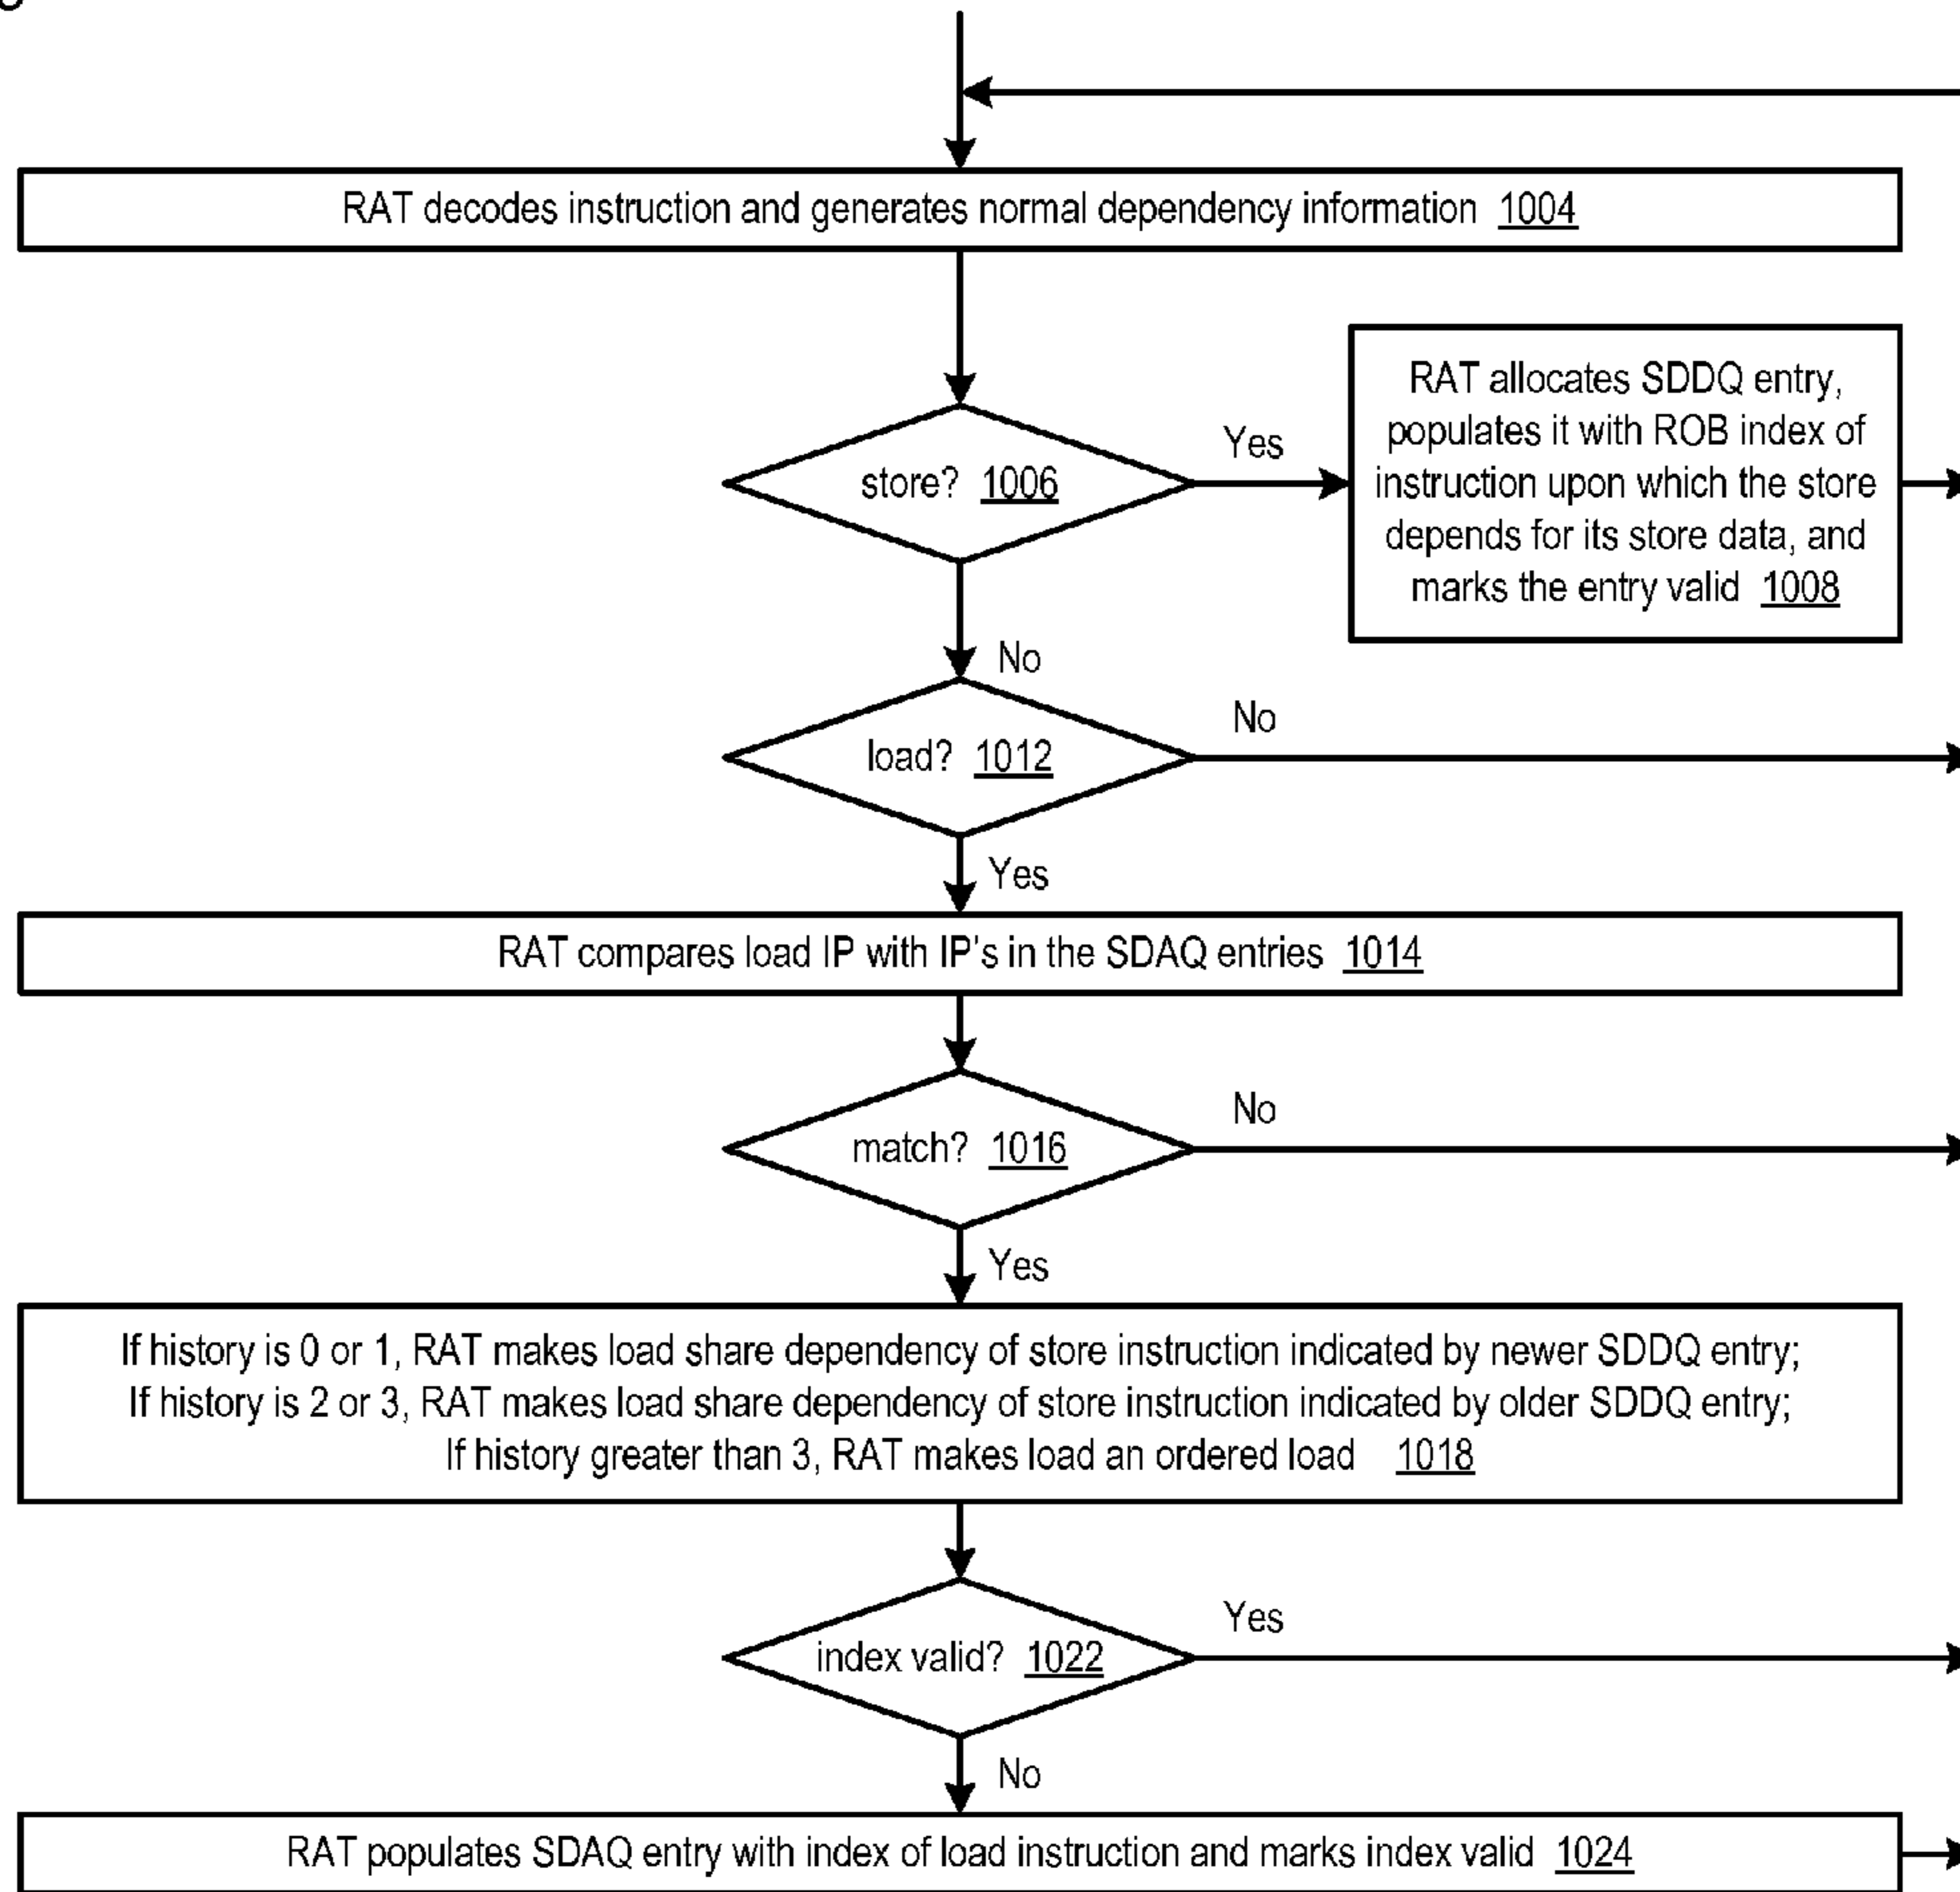 RAT decodes instruction and generates normal dependency information 1004
RAT allocates SDDQ entry,
populates it with ROB index of
instruction upon which the store
depends for its store data, and
marks the entry valid 1008
Yes
store? 1006
No
No
load? 1012
Yes
RAT compares load IP with IP's in the SDAQ entries 1014
No
match? 1016
Yes
If history is 0 or 1, RAT makes load share dependency of store instruction indicated by newer SDDQ entry;
If history is 2 or 3, RAT makes load share dependency of store instruction indicated by older SDDQ entry;
If history greater than 3, RAT makes load an ordered load 1018
Yes
index valid? 1022
No
RAT populates SDAQ entry with index of load instruction and marks index valid 1024